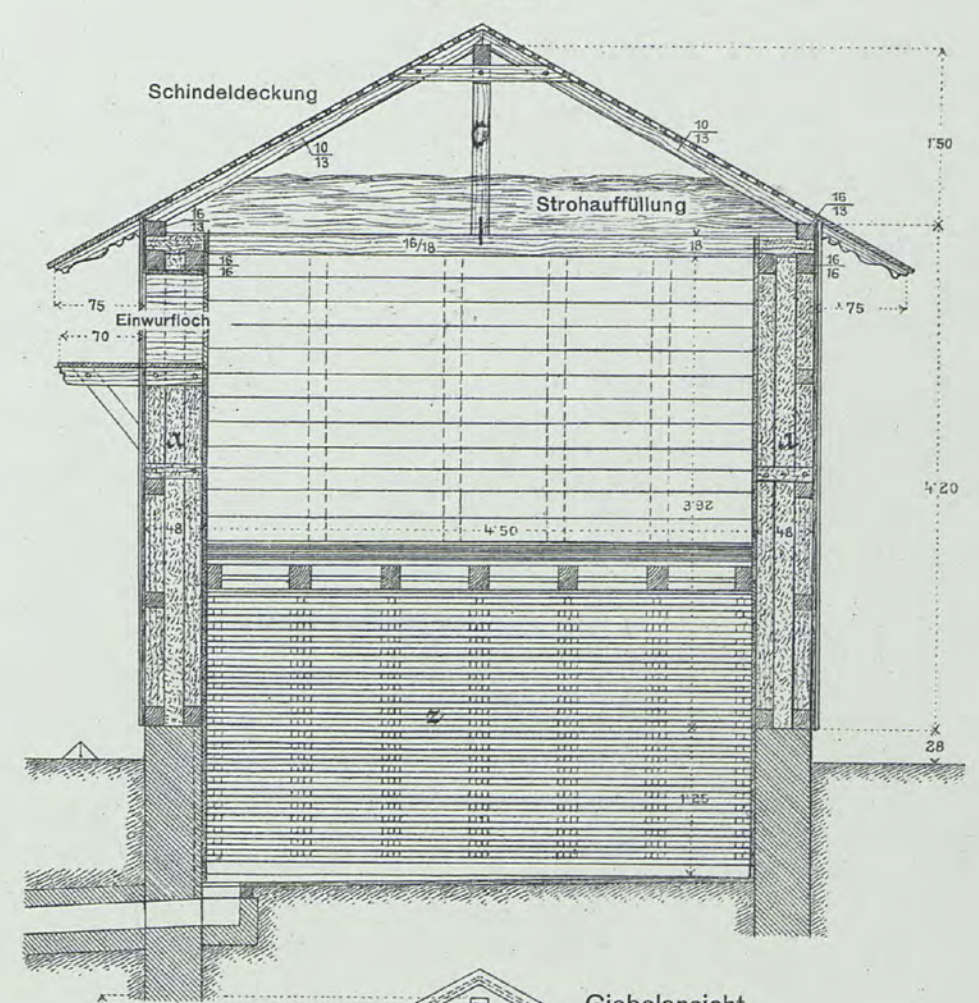 Schindeldeckung
10/13
10/13
1'50
Strohauffüllung
16/13
16/13
16/18
18
16/16
16/16
75
75
Einwurfloch
70
a
a
4'20
3'92
48
4'50
48
z
28
1'25
Giebelansicht